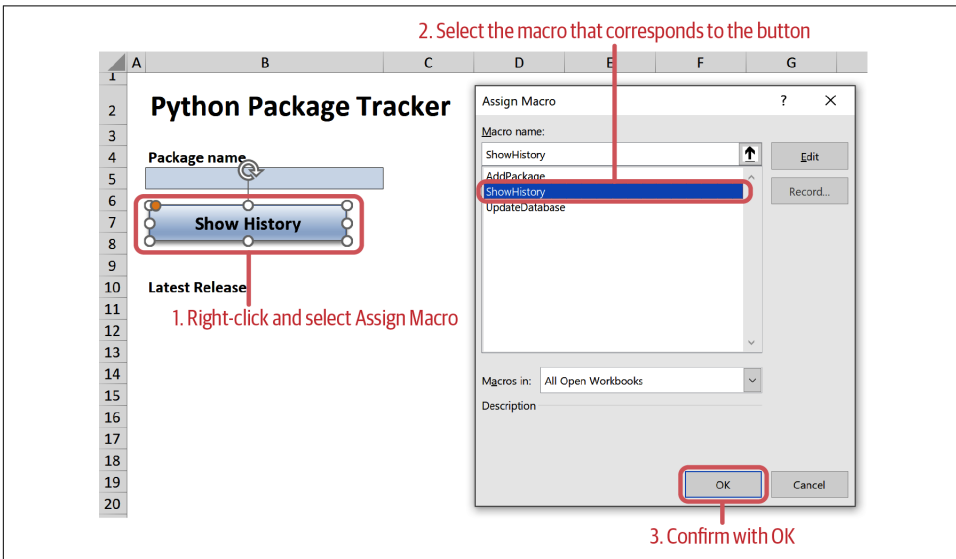 2. Select the macro that corresponds to the button
A B C D E F G
1
2 Python Package Tracker
3
4 Package name
5
6
7 Show History
8
9
10 Latest Release
11
12
13
14
15
16
17
18
19
20
1. Right-click and select Assign Macro
Assign Macro ? X
Macro name:
ShowHistory
Edit
AddPackage
ShowHistory
Record...
UpdateDatabase
Macros in: All Open Workbooks
Description
OK Cancel
3. Confirm with OK